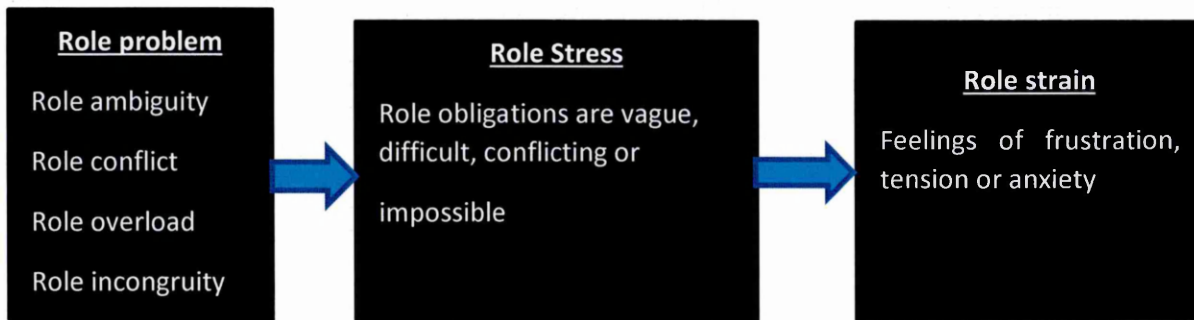 Role problem
Role ambiguity
Role conflict
Role overload
Role incongruity
Role Stress
Role obligations are vague,
difficult, conflicting or
impossible
Role strain
Feelings of frustration,
tension or anxiety